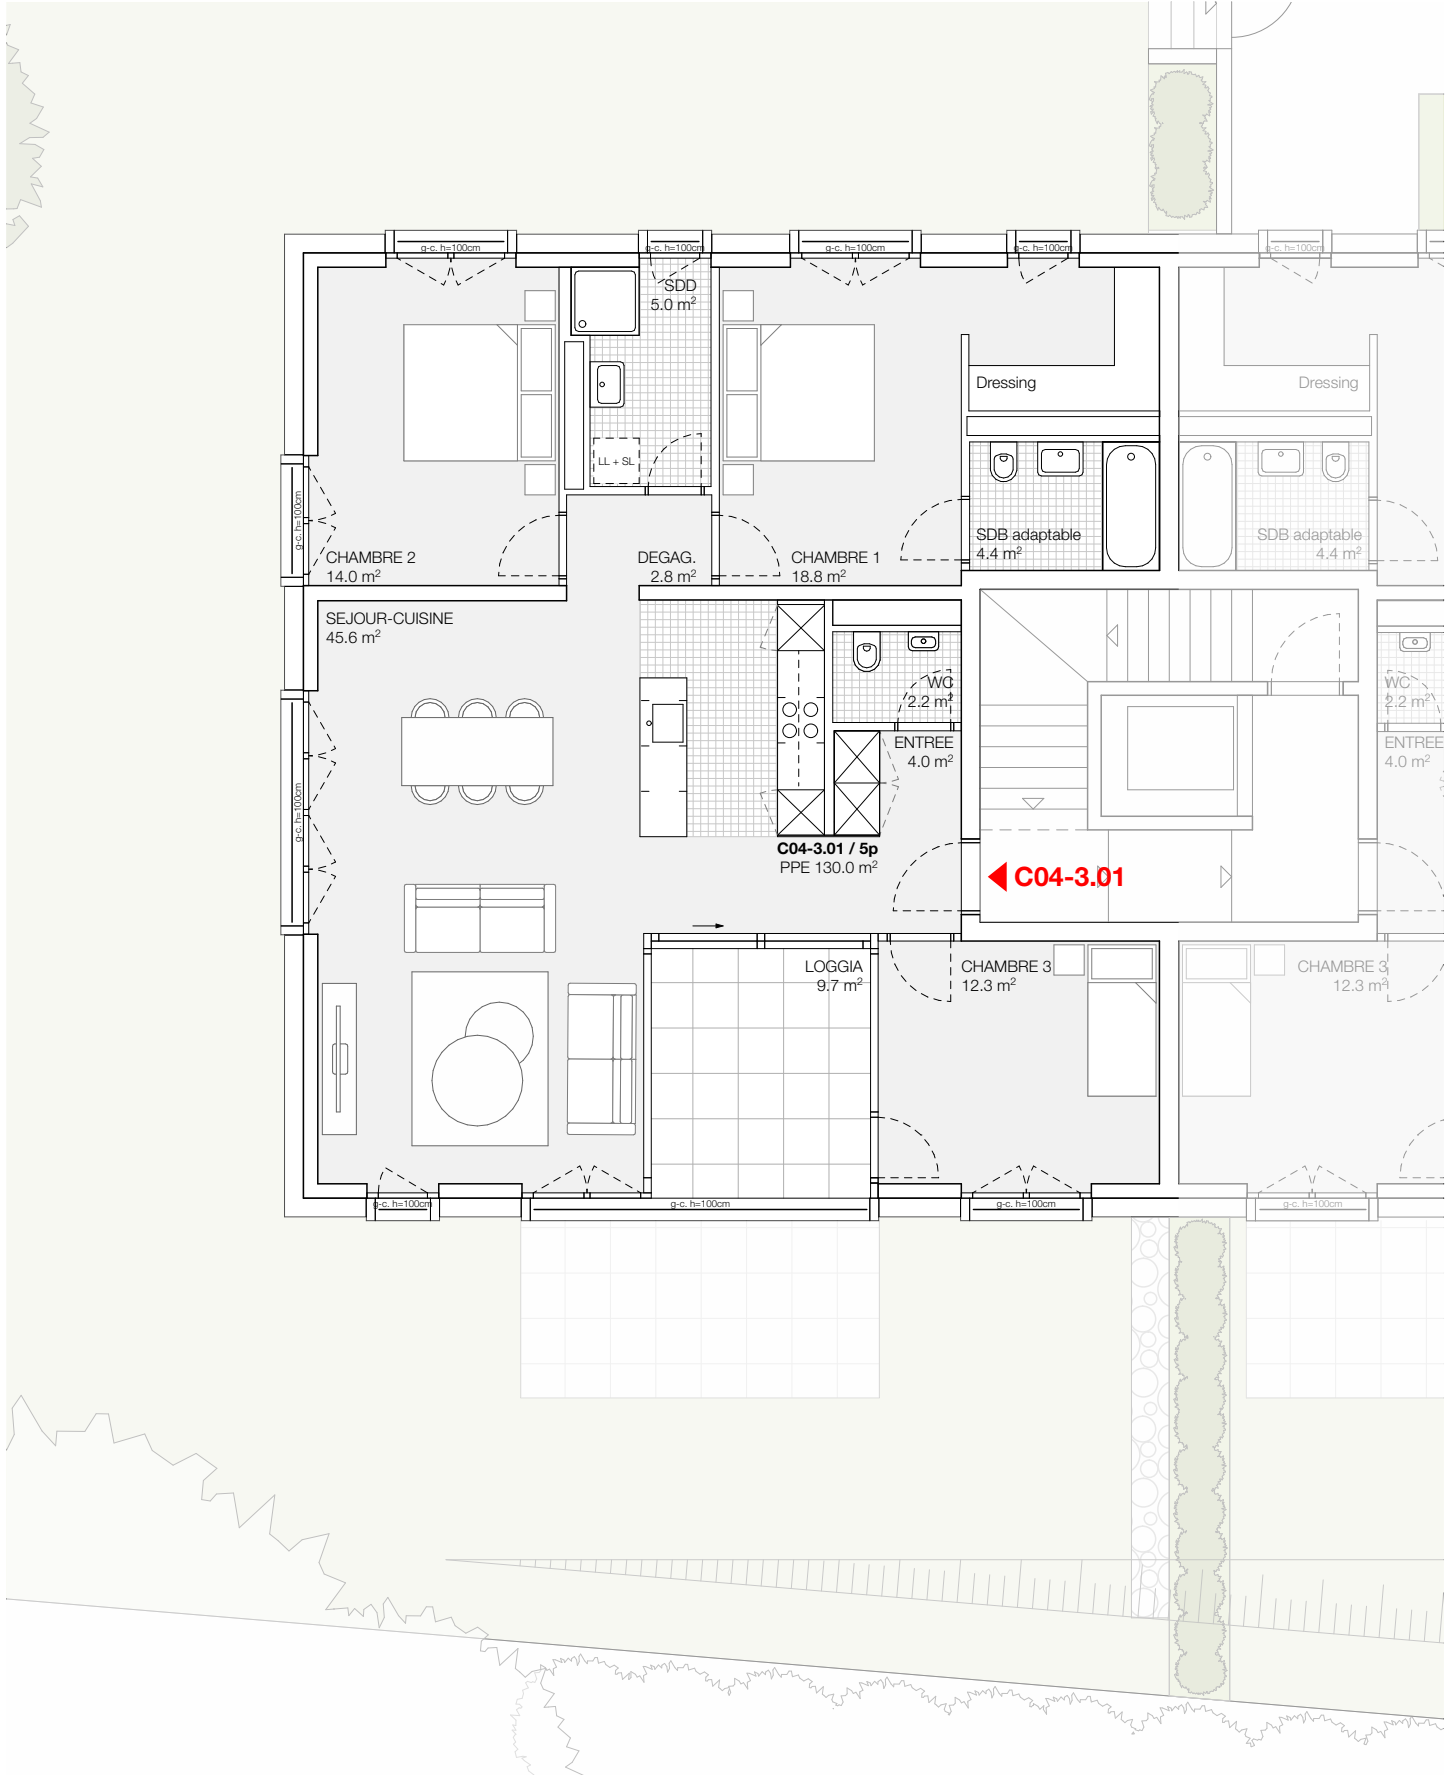 g-c. h=100cm
g-c. h=100cm
g-c. h=100cm
g-c. h=100cm
g-c. h=100cm
SDD
5.0 m²
Dressing
Dressing
LL + SL
g-c. h=100cm
CHAMBRE 2
14.0 m²
DEGAG.
2.8 m²
CHAMBRE 1
18.8 m²
SDB adaptable
4.4 m²
SDB adaptable
4.4 m²
SEJOUR-CUISINE
45.6 m²
WC
2.2 m²
WC
2.2 m²
ENTREE
4.0 m²
ENTREE
4.0 m²
g-c. h=100cm
C04-3.01 / 5p
PPE 130.0 m²
C04-3.01
LOGGIA
9.7 m²
CHAMBRE 3
12.3 m²
CHAMBRE 3
12.3 m²
g-c. h=100cm
g-c. h=100cm
g-c. h=100cm
g-c. h=100cm